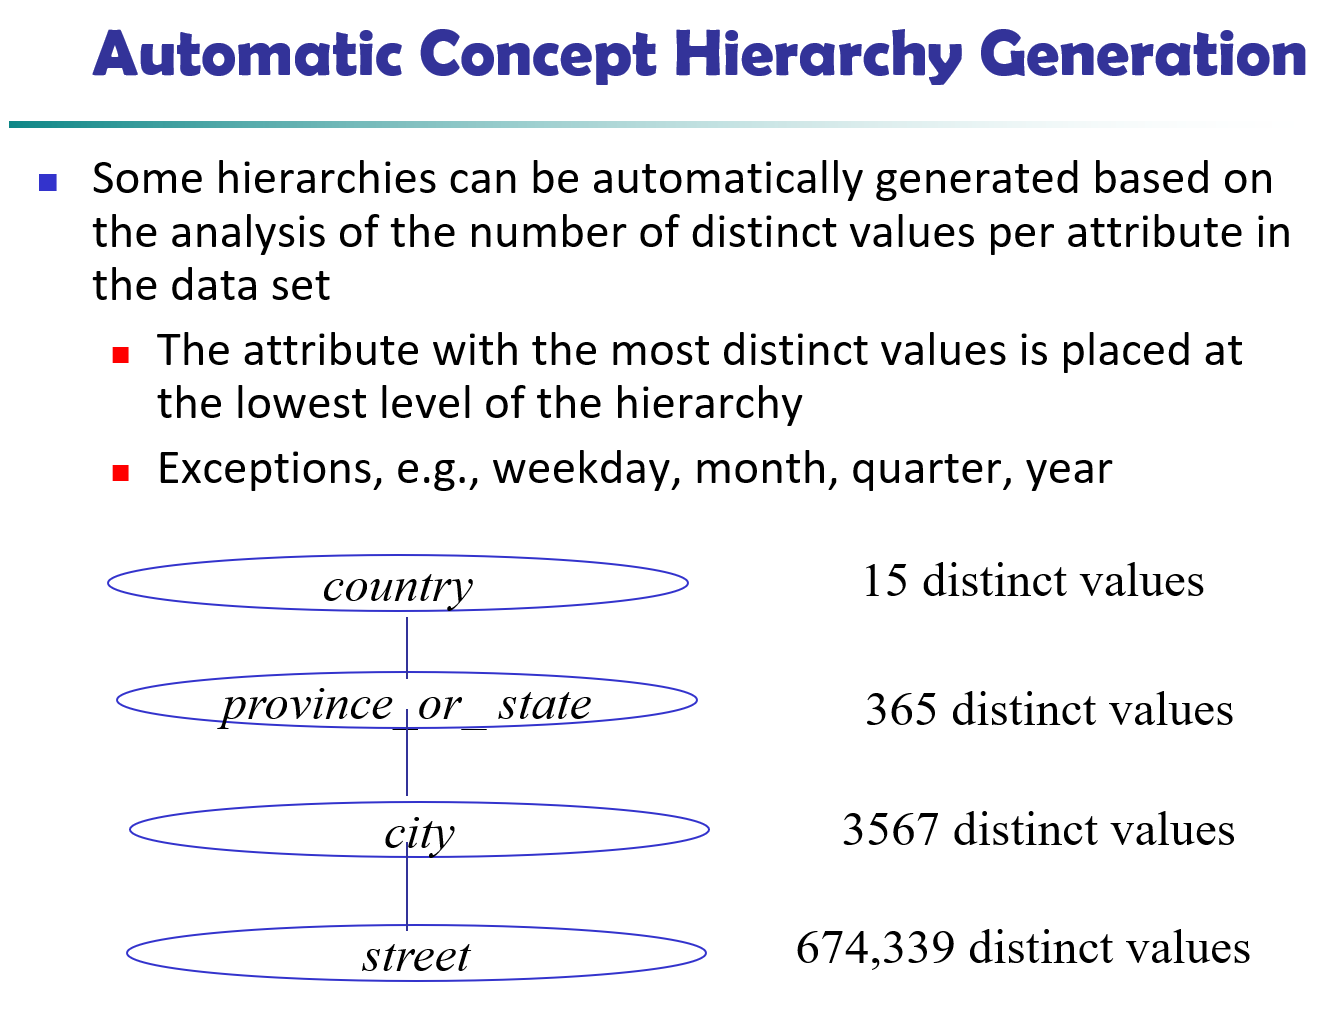 Automatic Concept Hierarchy Generation
Some hierarchies can be automatically generated based on
the analysis of the number of distinct values per attribute in
the data set
The attribute with the most distinct values is placed at
the lowest level of the hierarchy
Exceptions, e.g., weekday, month, quarter, year
country
15 distinct values
province_or_ state
365 distinct values
city
3567 distinct values
street
674,339 distinct values